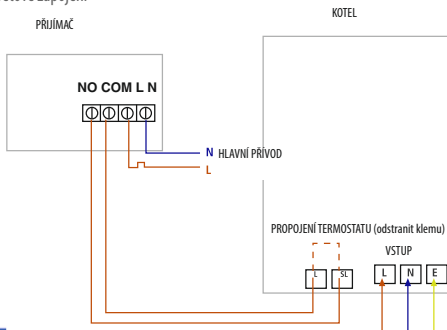 KOTEL
PŘIJÍMAČ
NO COM L N
N HLAVNÍ PŘÍVOD
L
PROPOJENÍ TERMOSTATU (odstranit klemu)
VSTUP
L SL L N E